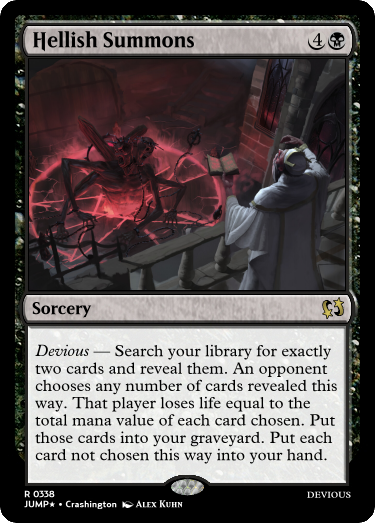 Hellish Summons 4
Sorcery
Devious — Search your library for exactly
two cards and reveal them. An opponent
chooses any number of cards revealed this
way. That player loses life equal to the
total mana value of each card chosen. Put
those cards into your graveyard. Put each
card not chosen this way into your hand.
R 0338
DEVIOUS
JUMP★ • Crashington Alex Kuhn